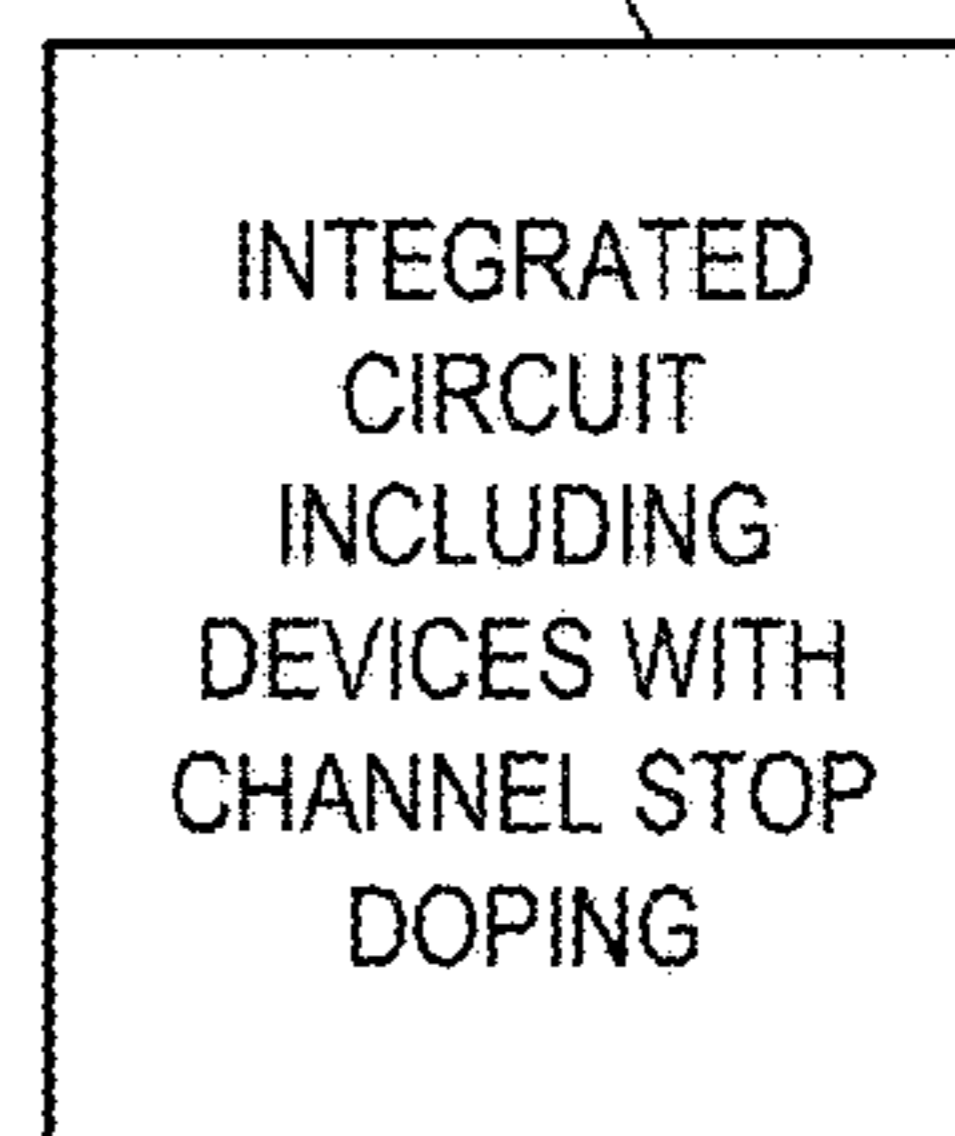 INTEGRATED
CIRCUIT
INCLUDING
DEVICES WITH
CHANNEL STOP
DOPING